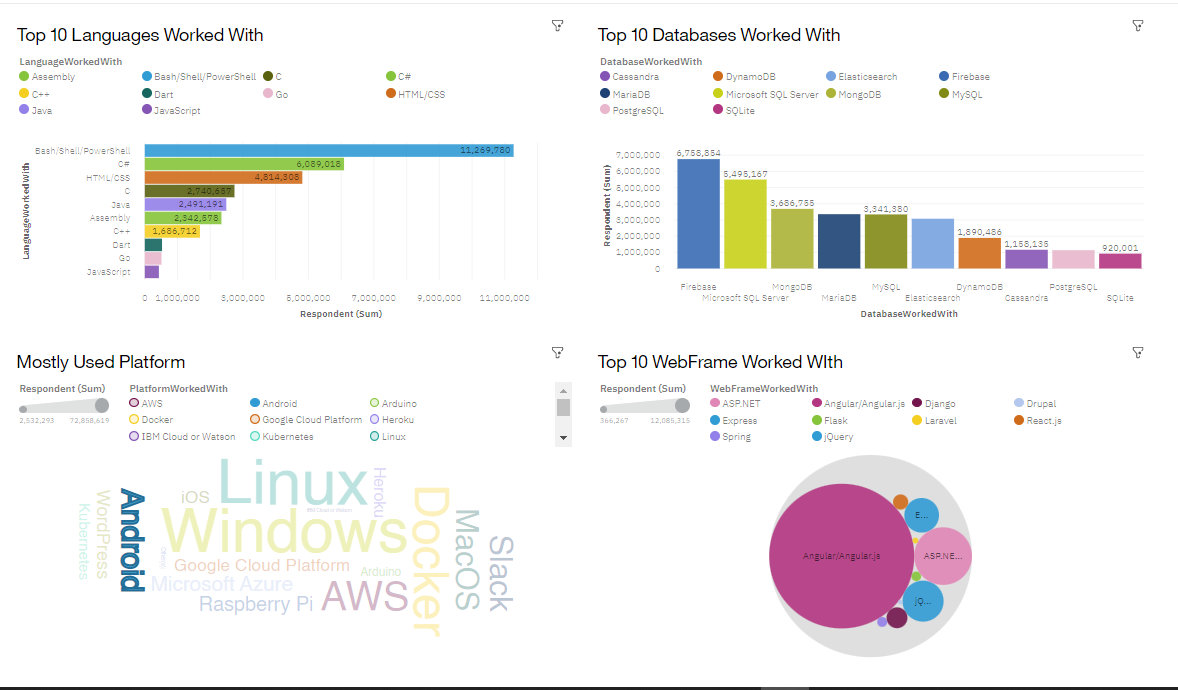 Top 10 Languages Worked With
LanguageWorkedWith
Assembly Bash/Shell/PowerShell C C#
C++ Dart Go HTML/CSS
Java JavaScript
LanguageWorkedWith
Bash/Shell/PowerShell 11,269,780
C# 6,089,018
HTML/CSS 4,814,308
C 2,740,657
Java 2,491,191
Assembly 2,342,578
C++ 1,686,712
Dart
Go
JavaScript
0 1,000,000 3,000,000 5,000,000 7,000,000 9,000,000 11,000,000
Respondent (Sum)
Top 10 Databases Worked With
DatabaseWorkedWith
Cassandra DynamoDB Elasticsearch Firebase
MariaDB Microsoft SQL Server MongoDB MySQL
PostgreSQL SQLite
Respondent (Sum)
7,000,000
6,000,000
5,000,000
4,000,000
3,000,000
2,000,000
1,000,000
0
6,758,854
5,495,167
3,686,755
3,341,380
1,890,486
1,158,135
920,001
Firebase MongoDB MySQL DynamoDB PostgreSQL
Microsoft SQL Server MariaDB Elasticsearch Cassandra SQLite
DatabaseWorkedWith
Mostly Used Platform
Respondent (Sum)
2,532,293 72,858,619
PlatformWorkedWith
AWS Android Arduino
Docker Google Cloud Platform Heroku
IBM Cloud or Watson Kubernetes Linux
Linux
iOS
Heroku
IBM Cloud or Watson
Windows
Docker
MacOS
Slack
Android
WordPress
Kubernetes
Google Cloud Platform
Arduino
Microsoft Azure
AWS
Raspberry Pi
Top 10 WebFrame Worked WIth
Respondent (Sum)
366,267 12,085,315
WebFrameWorkedWith
ASP.NET Angular/Angular.js Django Drupal
Express Flask Laravel React.js
Spring jQuery
E...
Angular/Angular.js
ASP.NE...
jQ...